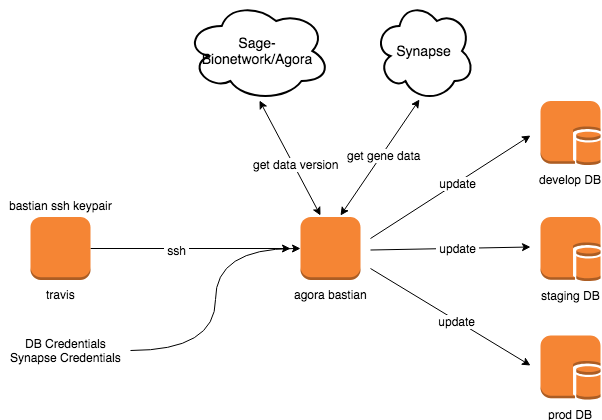 Sage-
Bionetwork/Agora
Synapse
get data version
get gene data
update
develop DB
bastian ssh keypair
ssh
travis
agora bastian
update
staging DB
DB Credentials
Synapse Credentials
update
prod DB